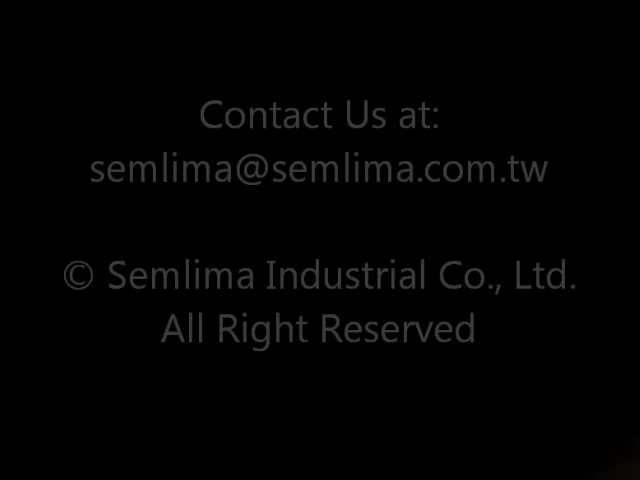 Contact Us at:
semlima@semlima.com.tw
© Semlima Industrial Co., Ltd.
All Right Reserved